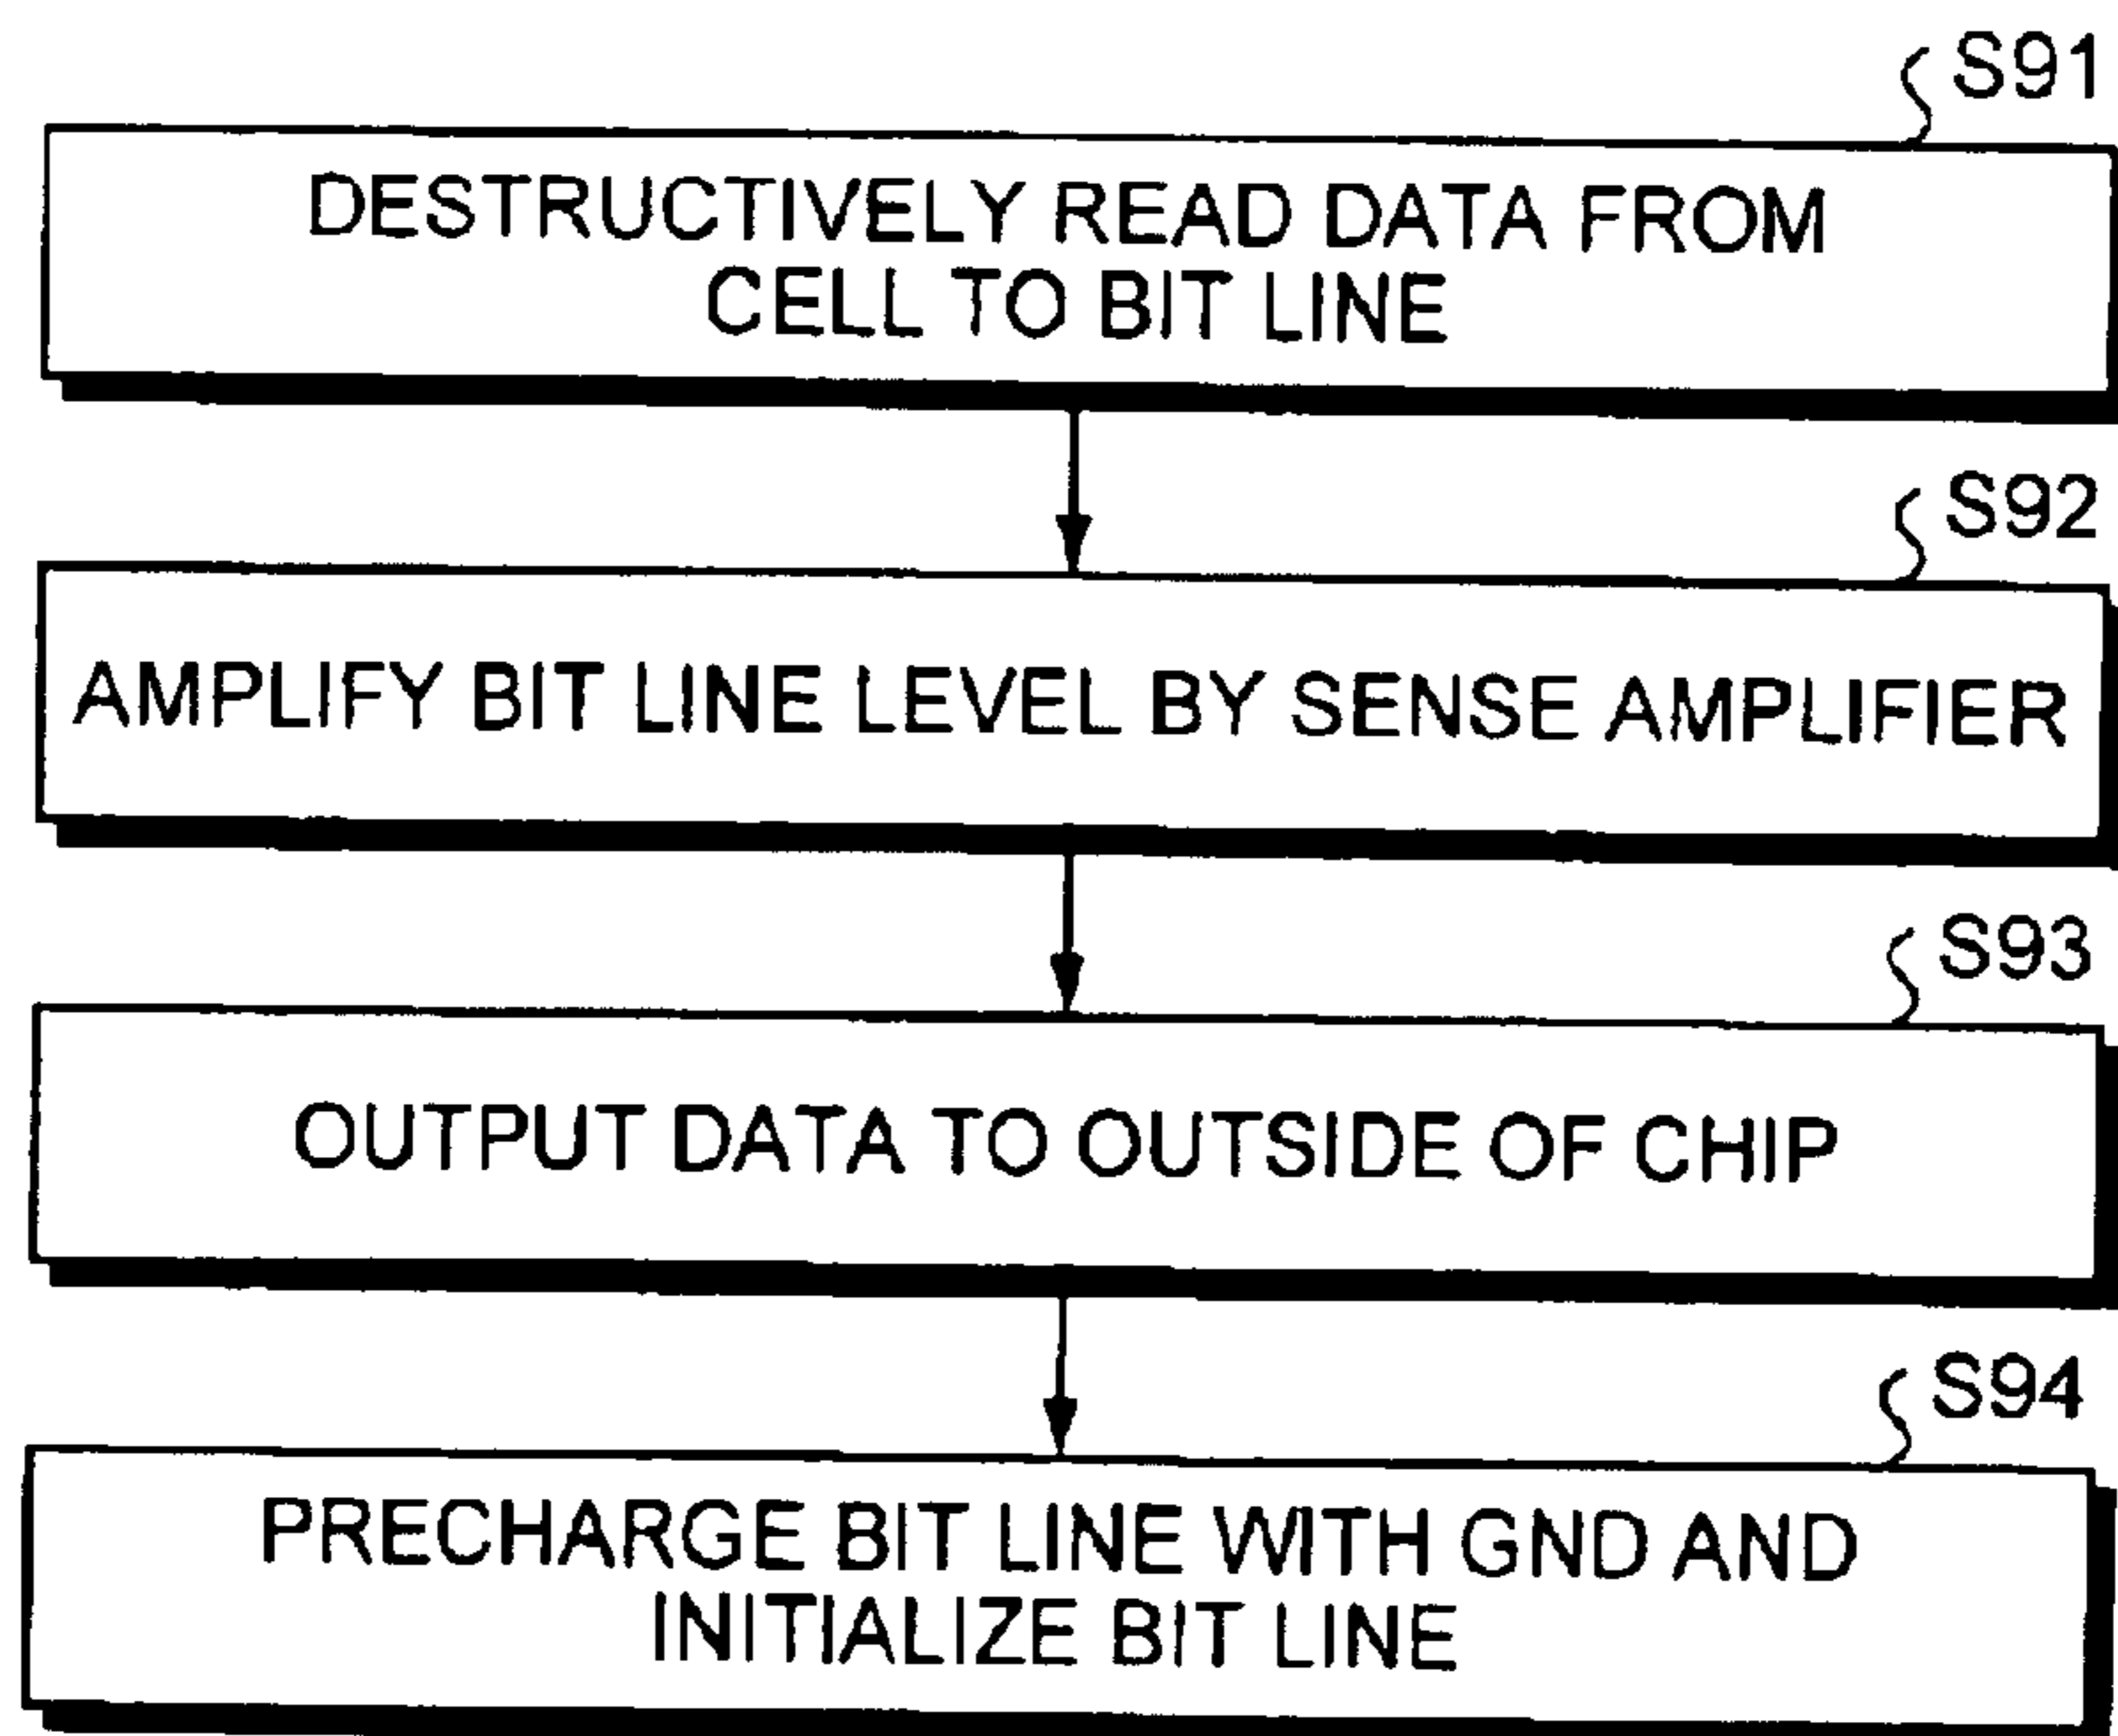 S91
DESTRUCTIVELY READ DATA FROM
CELL TO BIT LINE
S92
AMPLIFY BIT LINE LEVEL BY SENSE AMPLIFIER
S93
OUTPUT DATA TO OUTSIDE OF CHIP
S94
PRECHARGE BIT LINE WITH GND AND
INITIALIZE BIT LINE